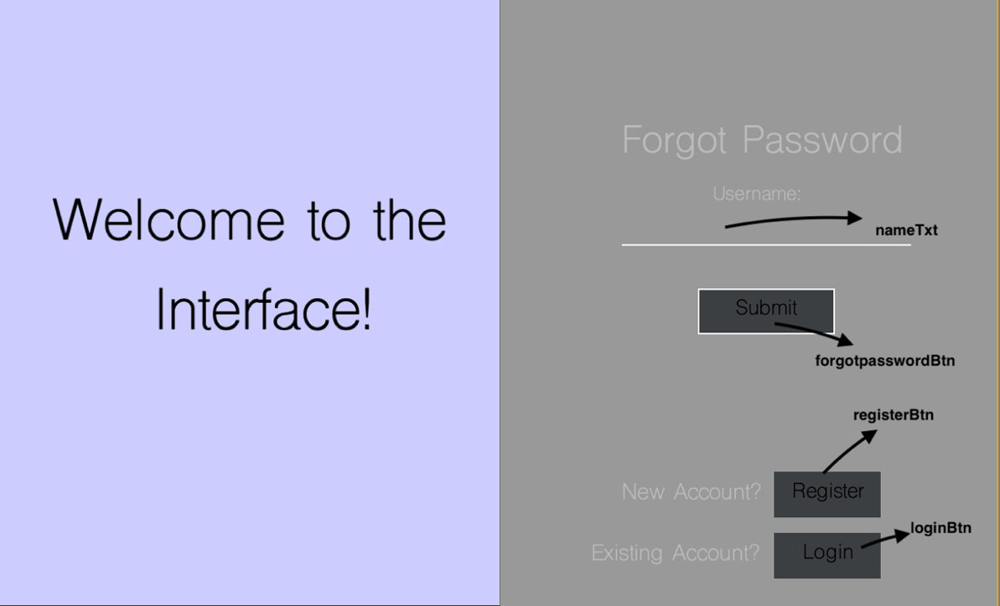 Welcome to the
Interface!
Forgot Password
Username:
nameTxt
Submit
forgotpasswordBtn
registerBtn
New Account?
Register
loginBtn
Existing Account?
Login